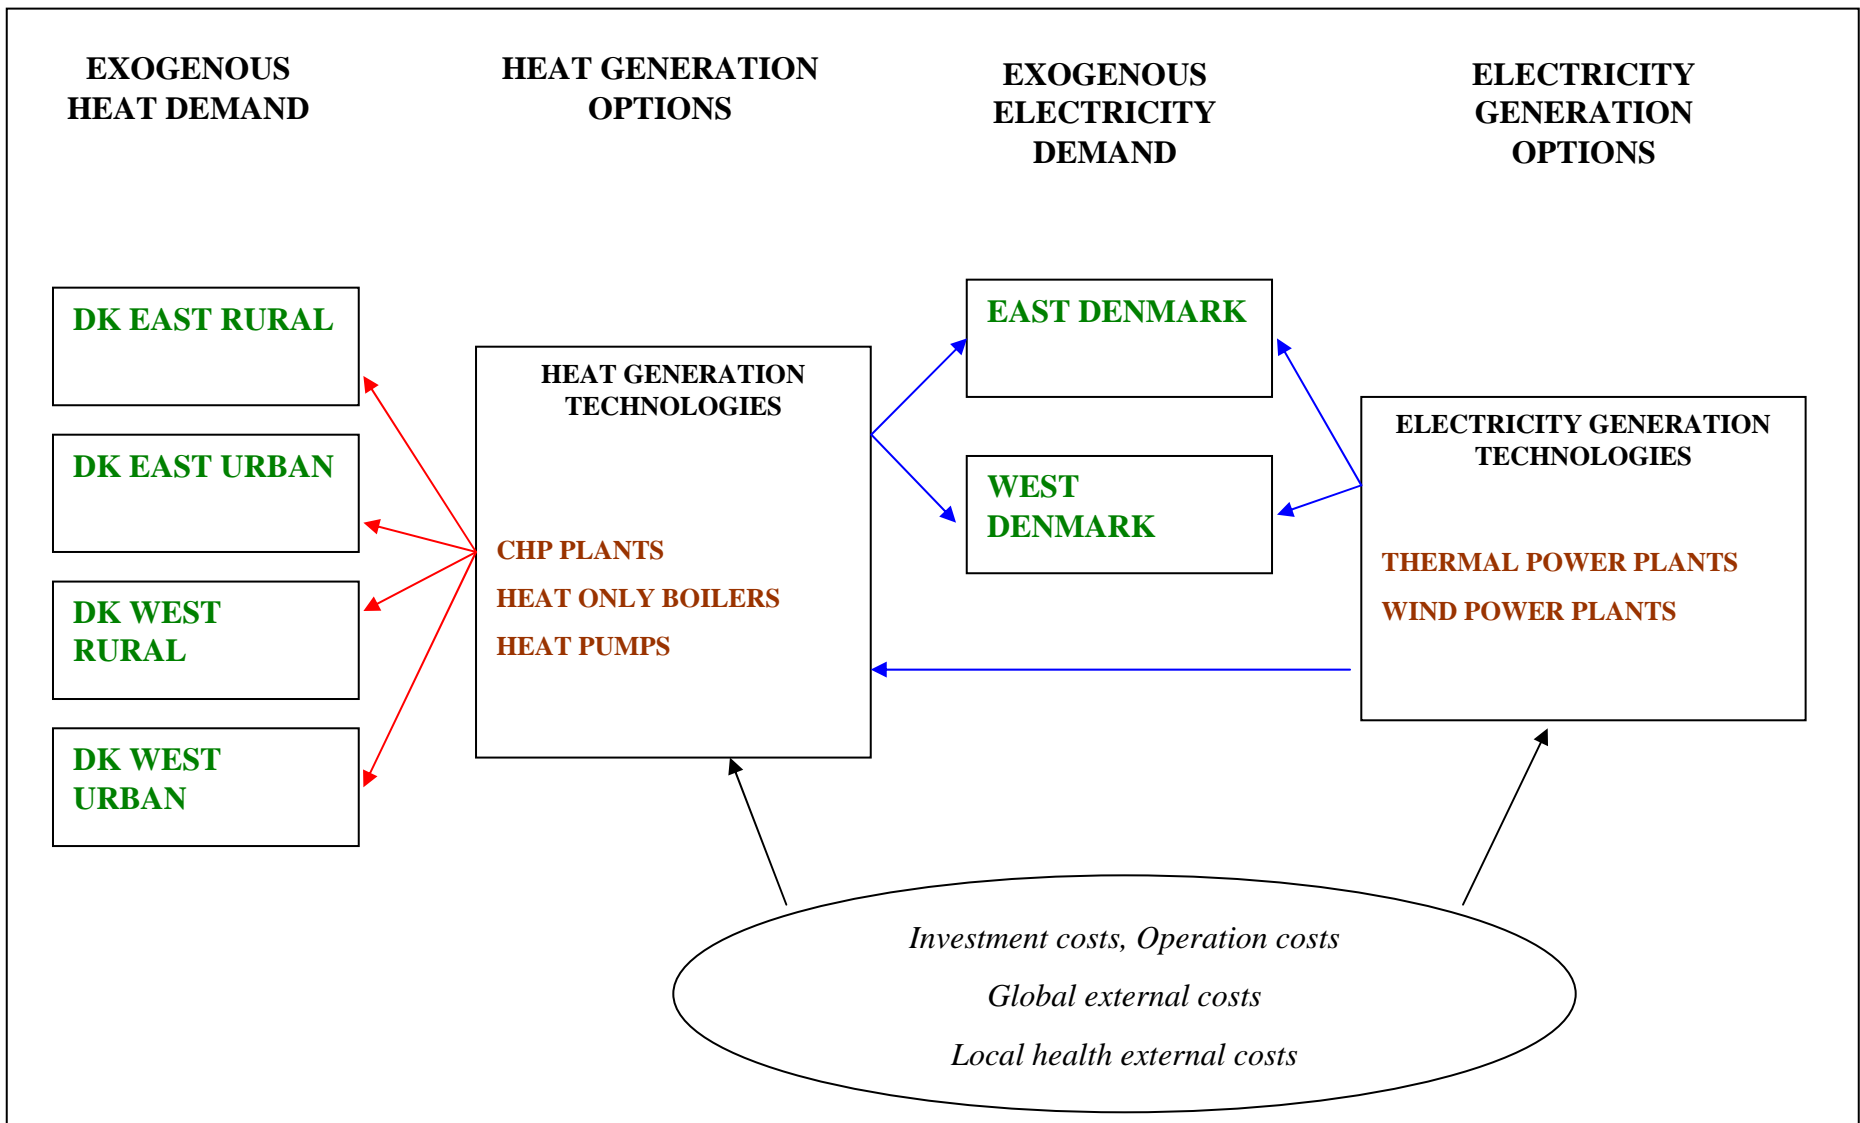 EXOGENOUS
HEAT DEMAND
HEAT GENERATION
OPTIONS
EXOGENOUS
ELECTRICITY
DEMAND
ELECTRICITY
GENERATION
OPTIONS
DK EAST RURAL
DK EAST URBAN
DK WEST
RURAL
DK WEST
URBAN
HEAT GENERATION
TECHNOLOGIES
CHP PLANTS
HEAT ONLY BOILERS
HEAT PUMPS
EAST DENMARK
WEST
DENMARK
ELECTRICITY GENERATION
TECHNOLOGIES
THERMAL POWER PLANTS
WIND POWER PLANTS
Investment costs, Operation costs
Global external costs
Local health external costs